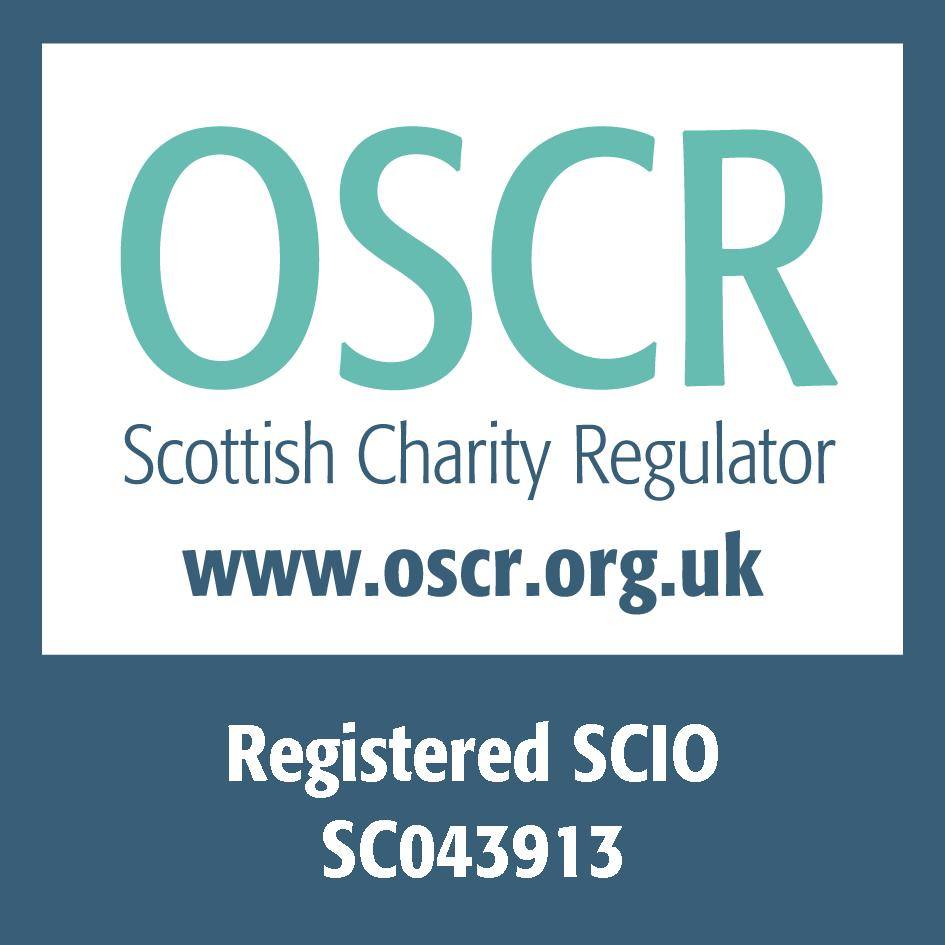 OSCR
Scottish Charity Regulator
www.oscr.org.uk
Registered SCIO
SC043913